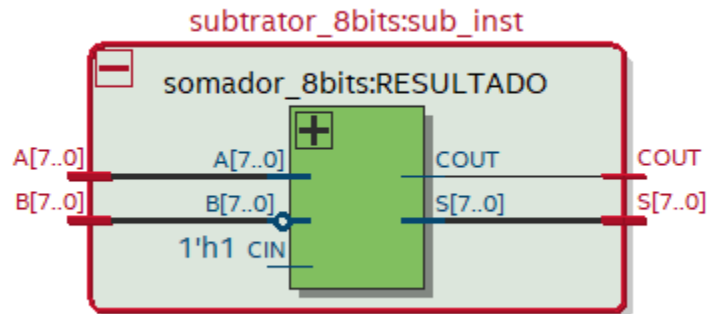 subtrator_8bits:sub_inst
somador_8bits:RESULTADO
A[7..0] A[7..0] COUT COUT
B[7..0] B[7..0] S[7..0] S[7..0]
1'h1 CIN